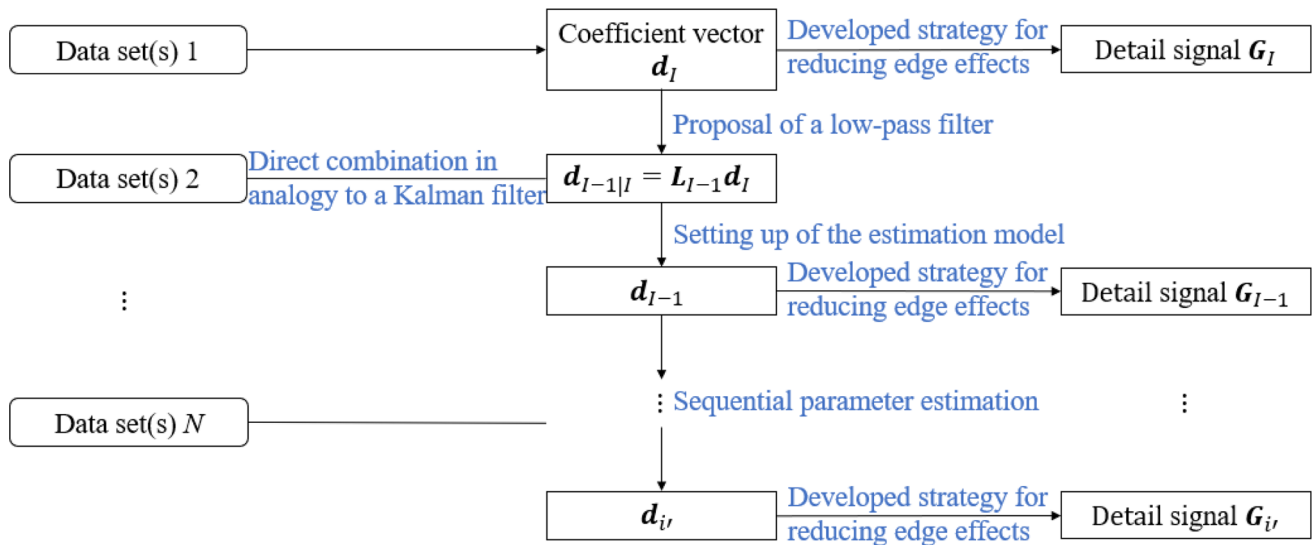 Data set(s) 1
Coefficient vector
d_I
Developed strategy for
reducing edge effects
Detail signal G_I
Proposal of a low-pass filter
Data set(s) 2
Direct combination in
analogy to a Kalman filter
d_{I−1|I} = L_{I−1}d_I
Setting up of the estimation model
⋮
d_{I−1}
Developed strategy for
reducing edge effects
Detail signal G_{I−1}
Data set(s) N
⋮ Sequential parameter estimation
⋮
d_{i′}
Developed strategy for
reducing edge effects
Detail signal G_{i′}